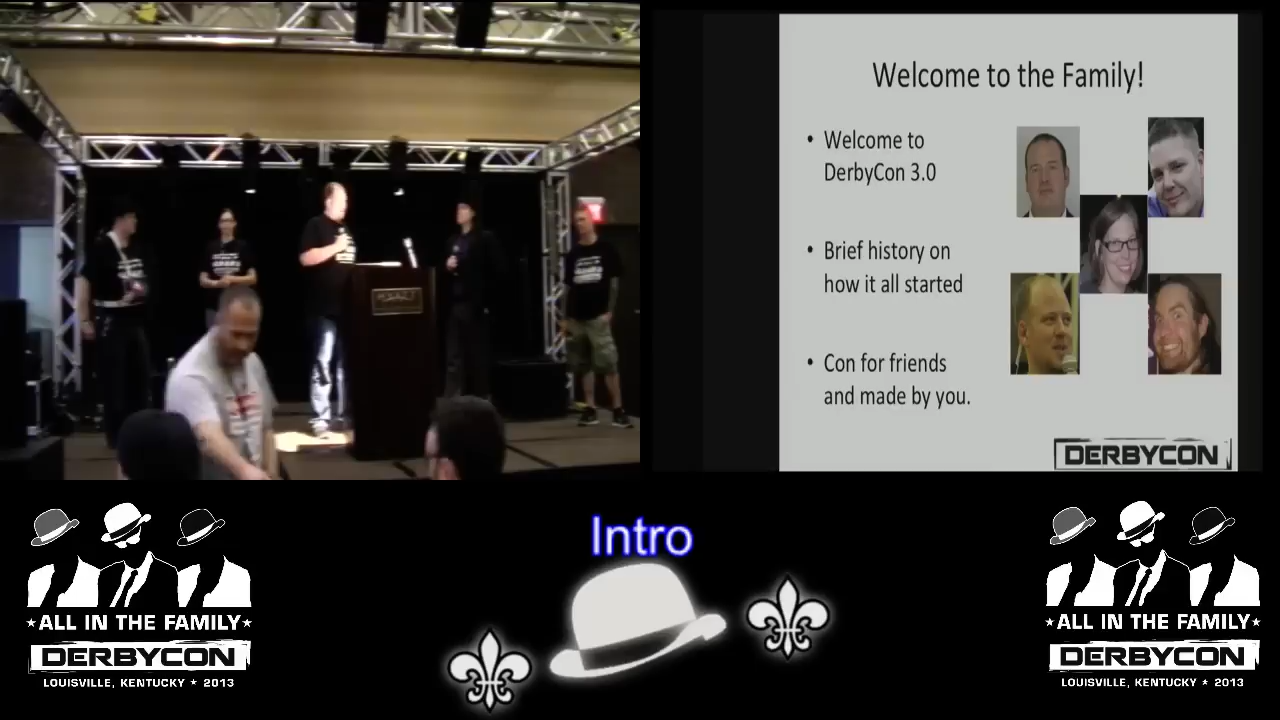 HYATT
Welcome to the Family!
• Welcome to
DerbyCon 3.0
• Brief history on
how it all started
• Con for friends
and made by you.
DERBYCON
Intro
★ALL IN THE FAMILY★
DERBYCON
LOUISVILLE, KENTUCKY ★ 2013
★ALL IN THE FAMILY★
DERBYCON
LOUISVILLE, KENTUCKY ★ 2013